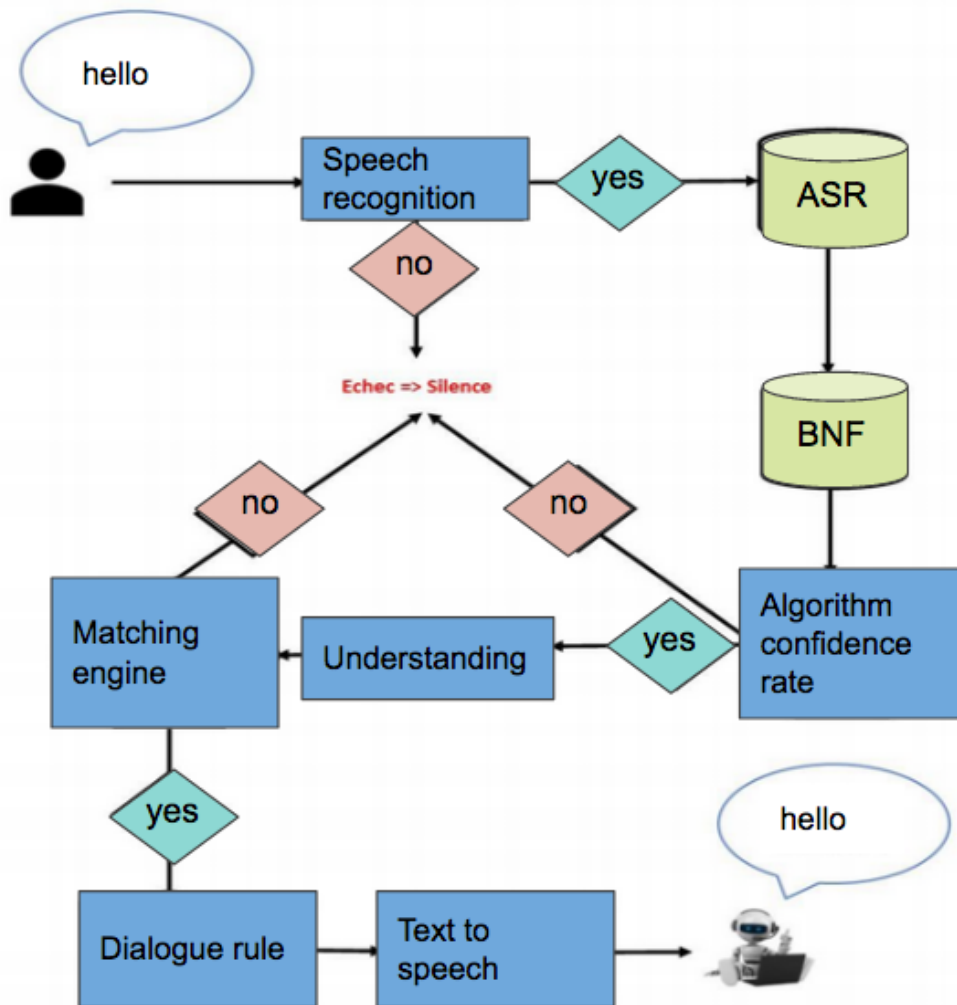 hello
Speech
recognition
yes
ASR
no
Echec => Silence
BNF
no
no
Algorithm
confidence
rate
yes
Understanding
Matching
engine
yes
hello
Dialogue rule
Text to
speech